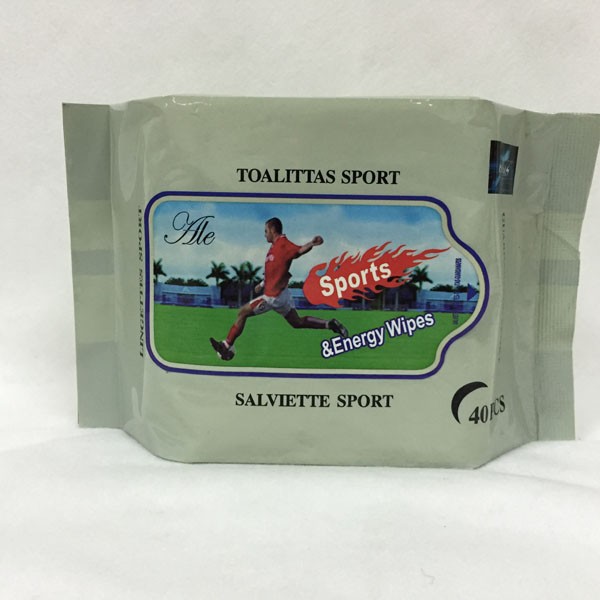 TOALITTAS SPORT
LINGETTES SPORT
Ale
Sports
&Energy Wipes
SALVIETTE SPORT
40PCS